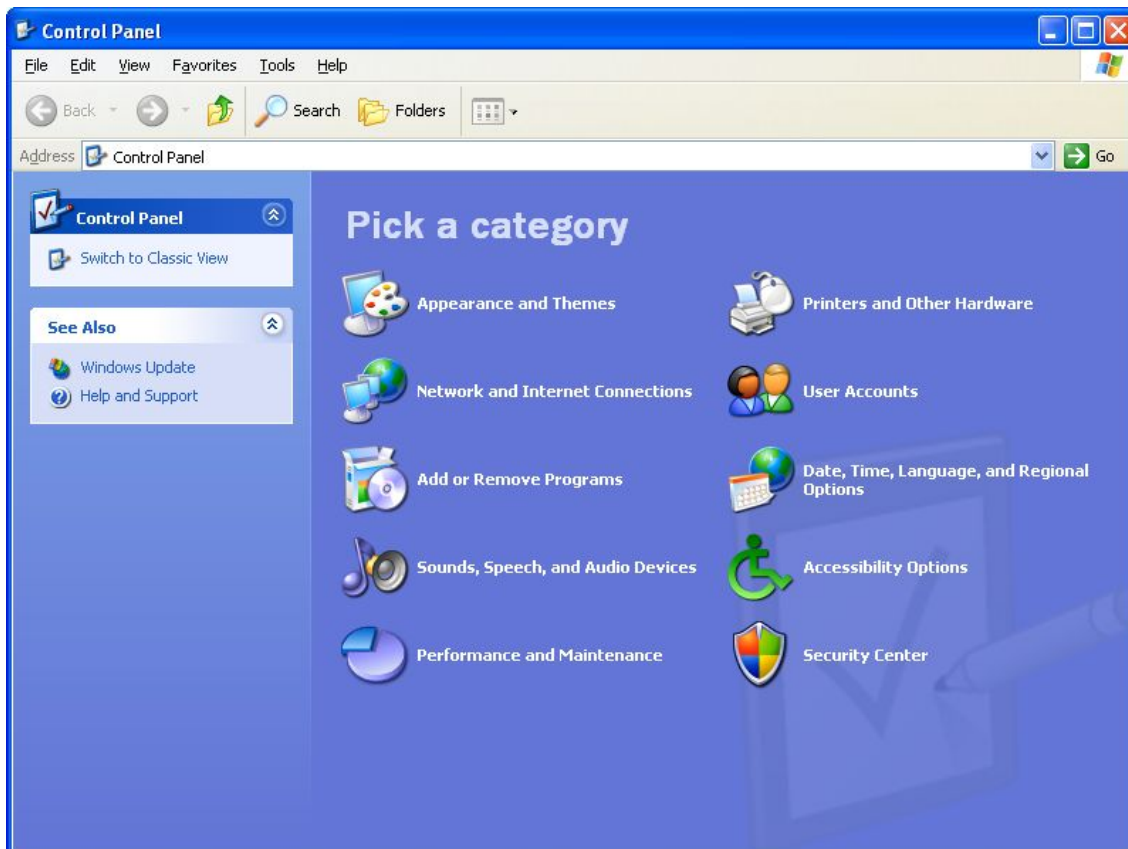 Control Panel
File Edit View Favorites Tools Help
Back Search Folders
Address Control Panel Go
Control Panel
Switch to Classic View
See Also
Windows Update
Help and Support
Pick a category
Appearance and Themes
Printers and Other Hardware
Network and Internet Connections
User Accounts
Add or Remove Programs
Date, Time, Language, and Regional
Options
Sounds, Speech, and Audio Devices
Accessibility Options
Performance and Maintenance
Security Center